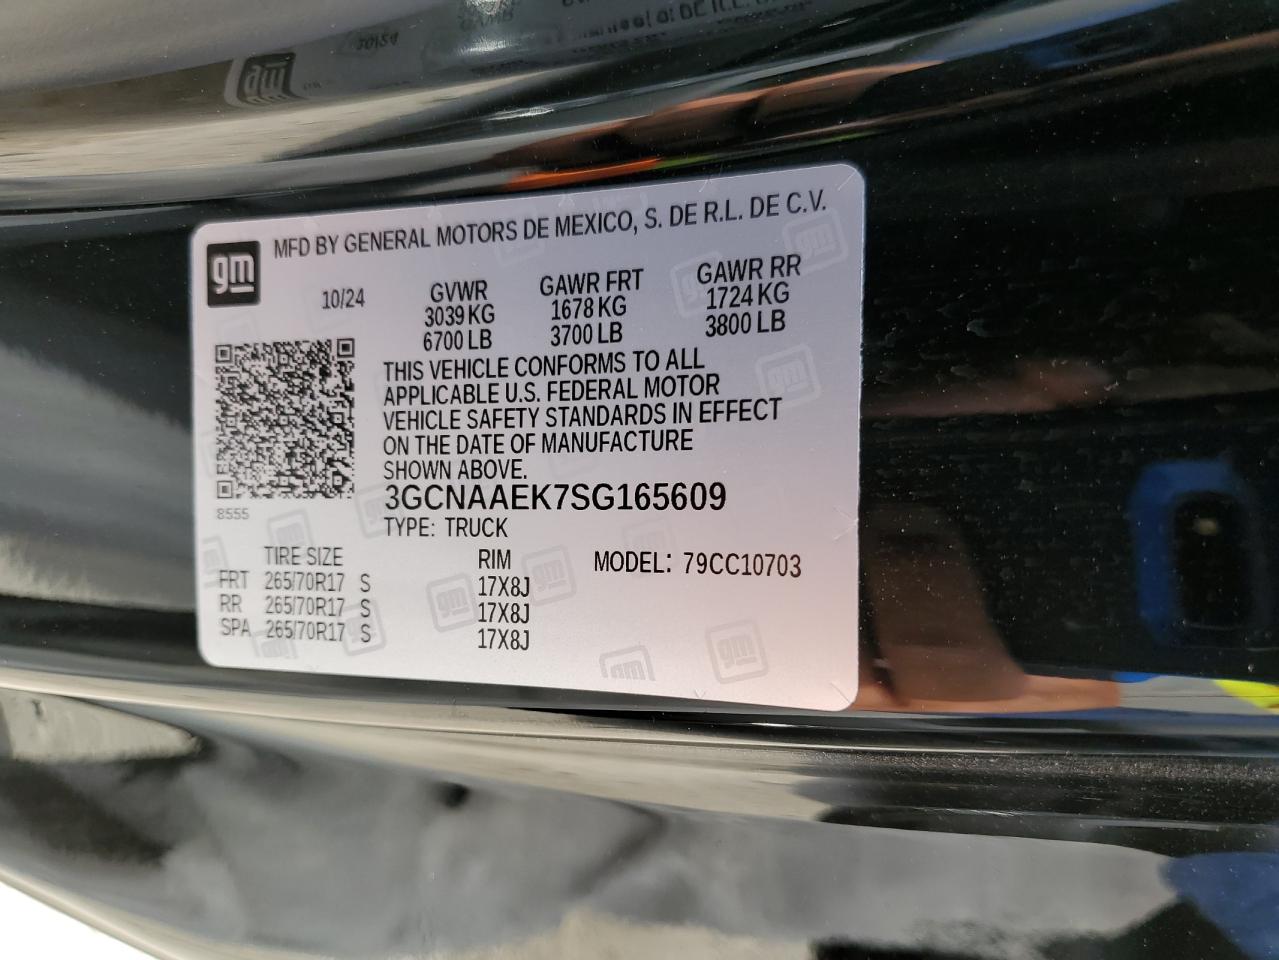 gm
MFD BY GENERAL MOTORS DE MEXICO, S. DE R.L. DE C.V.
10/24
GVWR GAWR FRT GAWR RR
3039 KG 1678 KG 1724 KG
6700 LB 3700 LB 3800 LB
THIS VEHICLE CONFORMS TO ALL
APPLICABLE U.S. FEDERAL MOTOR
VEHICLE SAFETY STANDARDS IN EFFECT
ON THE DATE OF MANUFACTURE
SHOWN ABOVE.
8555
3GCNAAEK7SG165609
TYPE: TRUCK
TIRE SIZE RIM MODEL: 79CC10703
FRT 265/70R17 S 17X8J
RR 265/70R17 S 17X8J
SPA 265/70R17 S 17X8J